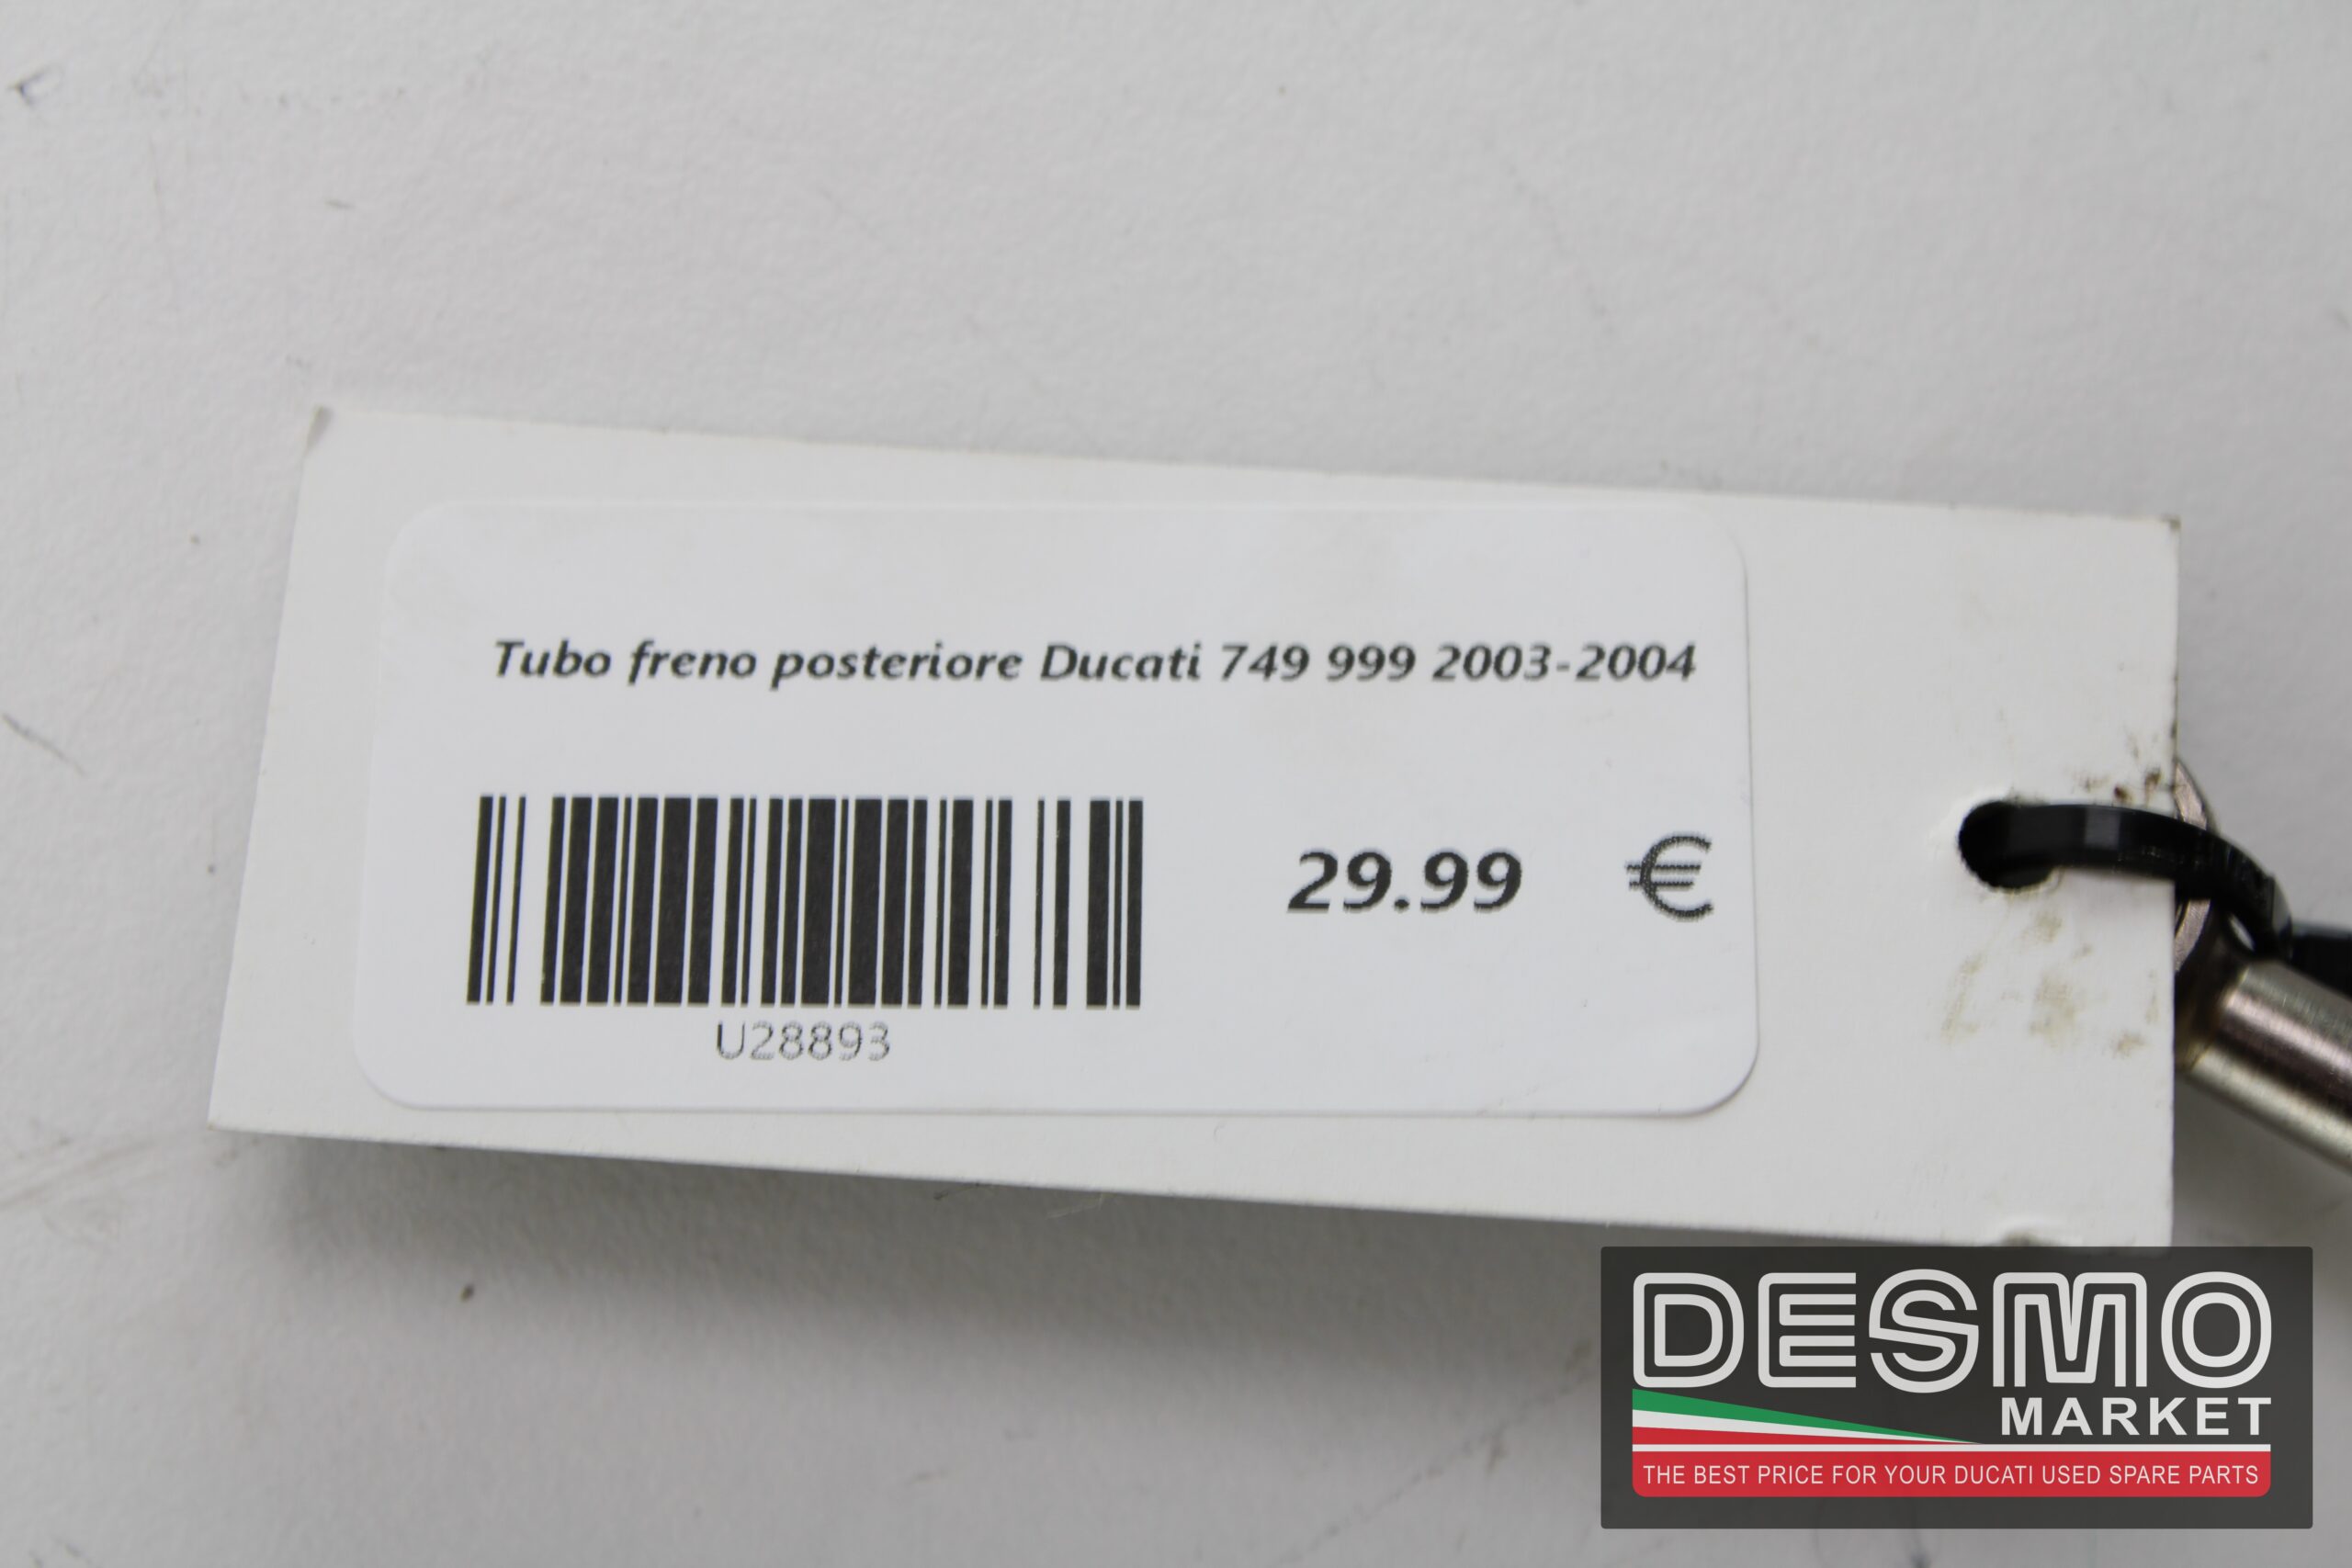 Tubo freno posteriore Ducati 749 999 2003-2004
29.99 €
U28893
DESMO
MARKET
THE BEST PRICE FOR YOUR DUCATI USED SPARE PARTS